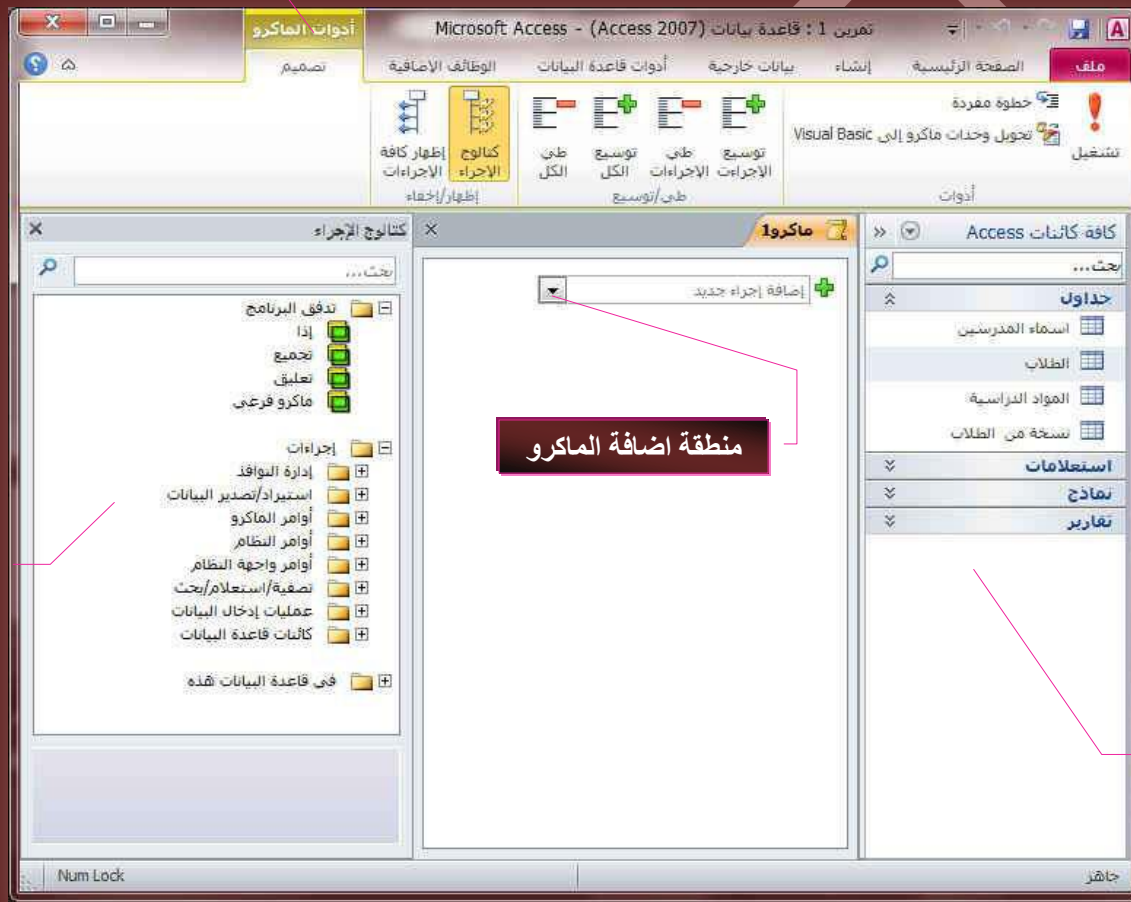 تمرين 1 : قاعدة بيانات (Access 2007) - Microsoft Access
أدوات الماكرو
ملف
الصفحة الرئيسية
إنشاء
بيانات خارجية
أدوات قاعدة البيانات
الوظائف الإضافية
تصميم
تشغيل
خطوة مفردة
تحويل وحدات ماكرو إلى Visual Basic
أدوات
توسيع الإجراءات
طي الإجراءات
توسيع الكل
طي الكل
طي/توسيع
كتالوج الإجراء
إظهار كافة الإجراءات
إظهار/إخفاء
كافة كائنات Access
بحث...
جداول
اسماء المدرسين
الطلاب
المواد الدراسية
نسخة من الطلاب
استعلامات
نماذج
تقارير
ماكرو1
إضافة إجراء جديد
منطقة اضافة الماكرو
كتالوج الإجراء
بحث...
تدفق البرنامج
إذا
تجميع
تعليق
ماكرو فرعي
إجراءات
إدارة النوافذ
استيراد/تصدير البيانات
أوامر الماكرو
أوامر النظام
أوامر واجهة النظام
تصفية/استعلام/بحث
عمليات إدخال البيانات
كائنات قاعدة البيانات
في قاعدة البيانات هذه
جاهز
Num Lock